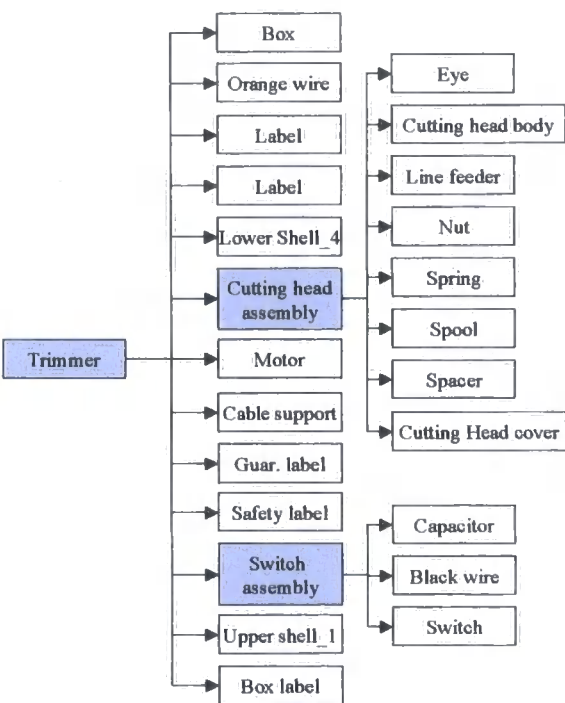 Trimmer
Box
Orange wire
Label
Label
Lower Shell_4
Cutting head
assembly
Motor
Cable support
Guar. label
Safety label
Switch
assembly
Upper shell_1
Box label
Eye
Cutting head body
Line feeder
Nut
Spring
Spool
Spacer
Cutting Head cover
Capacitor
Black wire
Switch